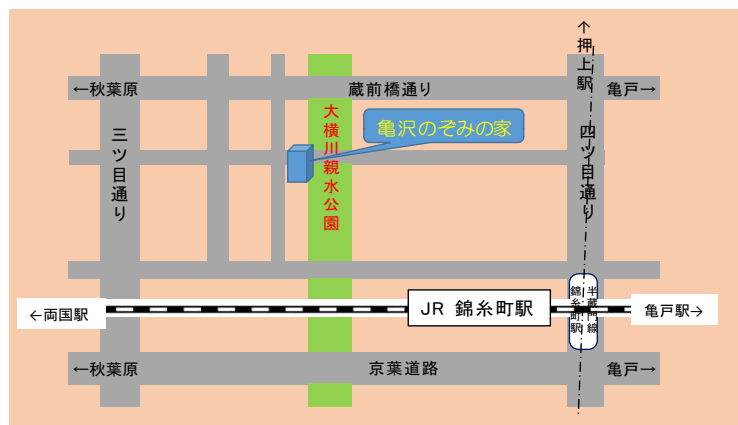 ↑押上駅
←秋葉原
蔵前橋通り
亀戸→
大横川親水公園
亀沢のぞみの家
三ツ目通り
四ツ目通り
←両国駅
JR 錦糸町駅
半蔵門線
錦糸町駅
亀戸駅→
←秋葉原
京葉道路
亀戸→